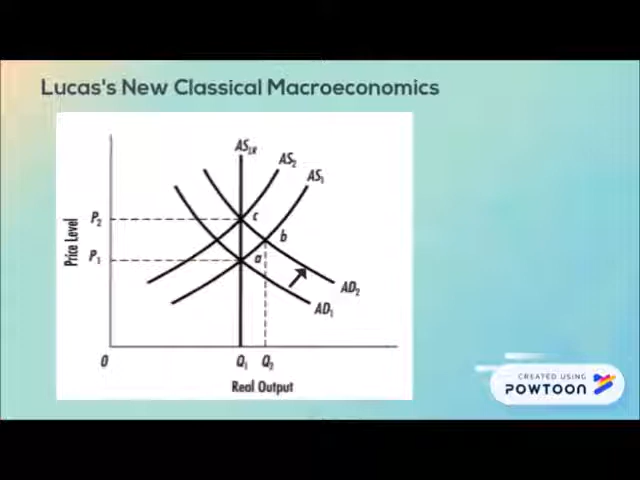 Lucas's New Classical Macroeconomics
AS_LR
AS₂
AS₁
P₂
c
b
P₁
a
Price Level
AD₂
AD₁
0
Q₁ Q₂
Real Output
CREATED USING
POWTOON